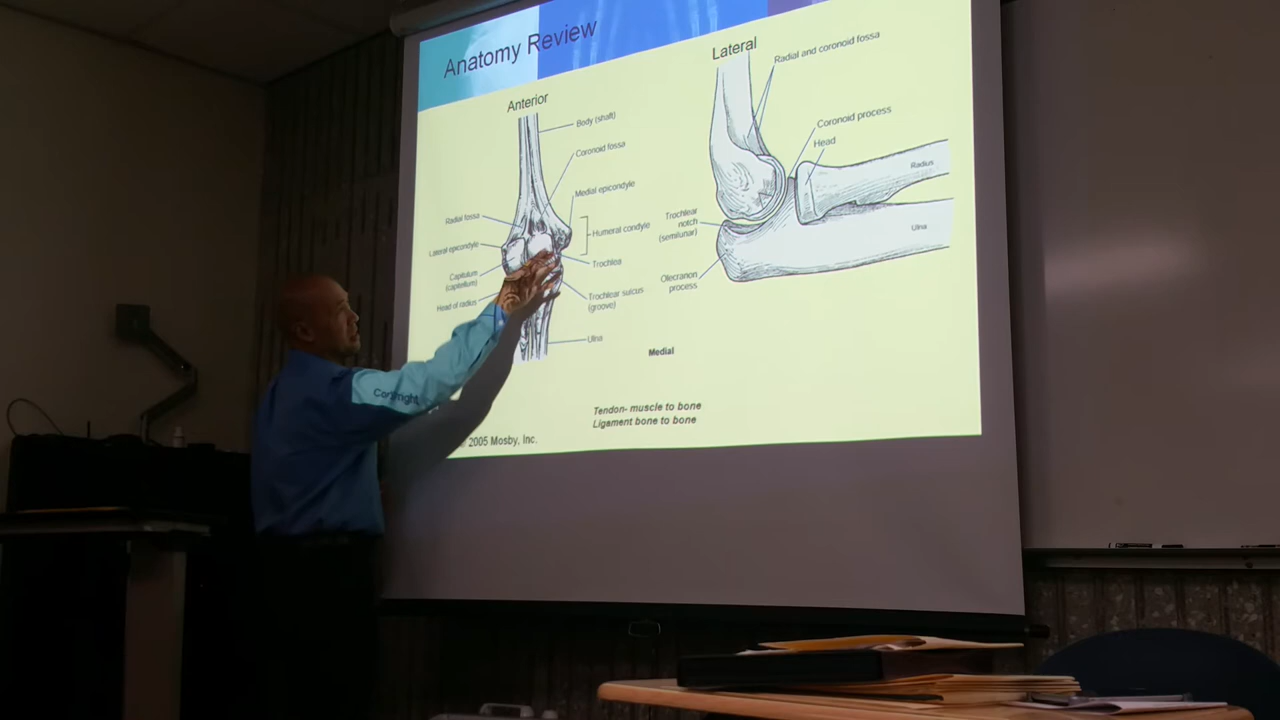 Anatomy Review
Anterior
Body (shaft)
Coronoid fossa
Medial epicondyle
Radial fossa
Humeral condyle
Lateral epicondyle
Trochlea
Capitulum
(capitellum)
Head of radius
Trochlear sulcus
(groove)
Ulna
Lateral
Radial and coronoid fossa
Coronoid process
Head
Radius
Trochlear
notch
(semilunar)
Ulna
Olecranon
process
Medial
Tendon- muscle to bone
Ligament bone to bone
2005 Mosby, Inc.